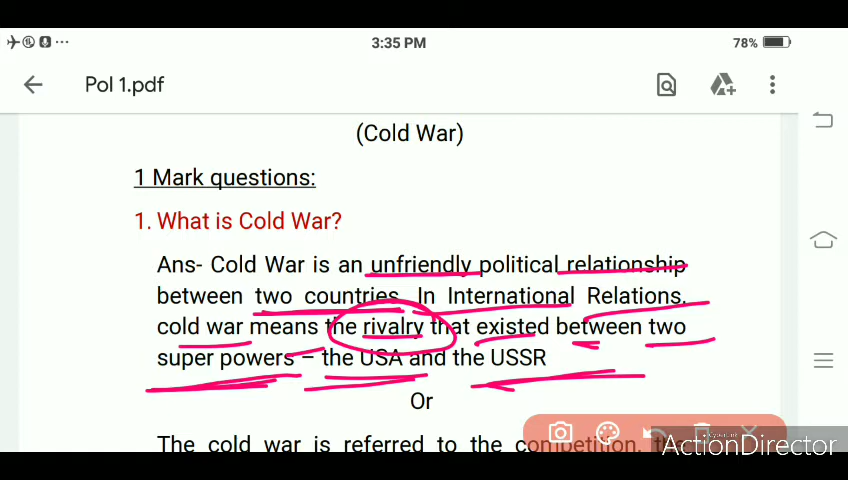 3:35 PM
78%
Pol 1.pdf
(Cold War)
1 Mark questions:
1. What is Cold War?
Ans- Cold War is an unfriendly political relationship
between two countries. In International Relations,
cold war means the rivalry that existed between two
super powers – the USA and the USSR
Or
The cold war is referred to the competition, the
ActionDirector